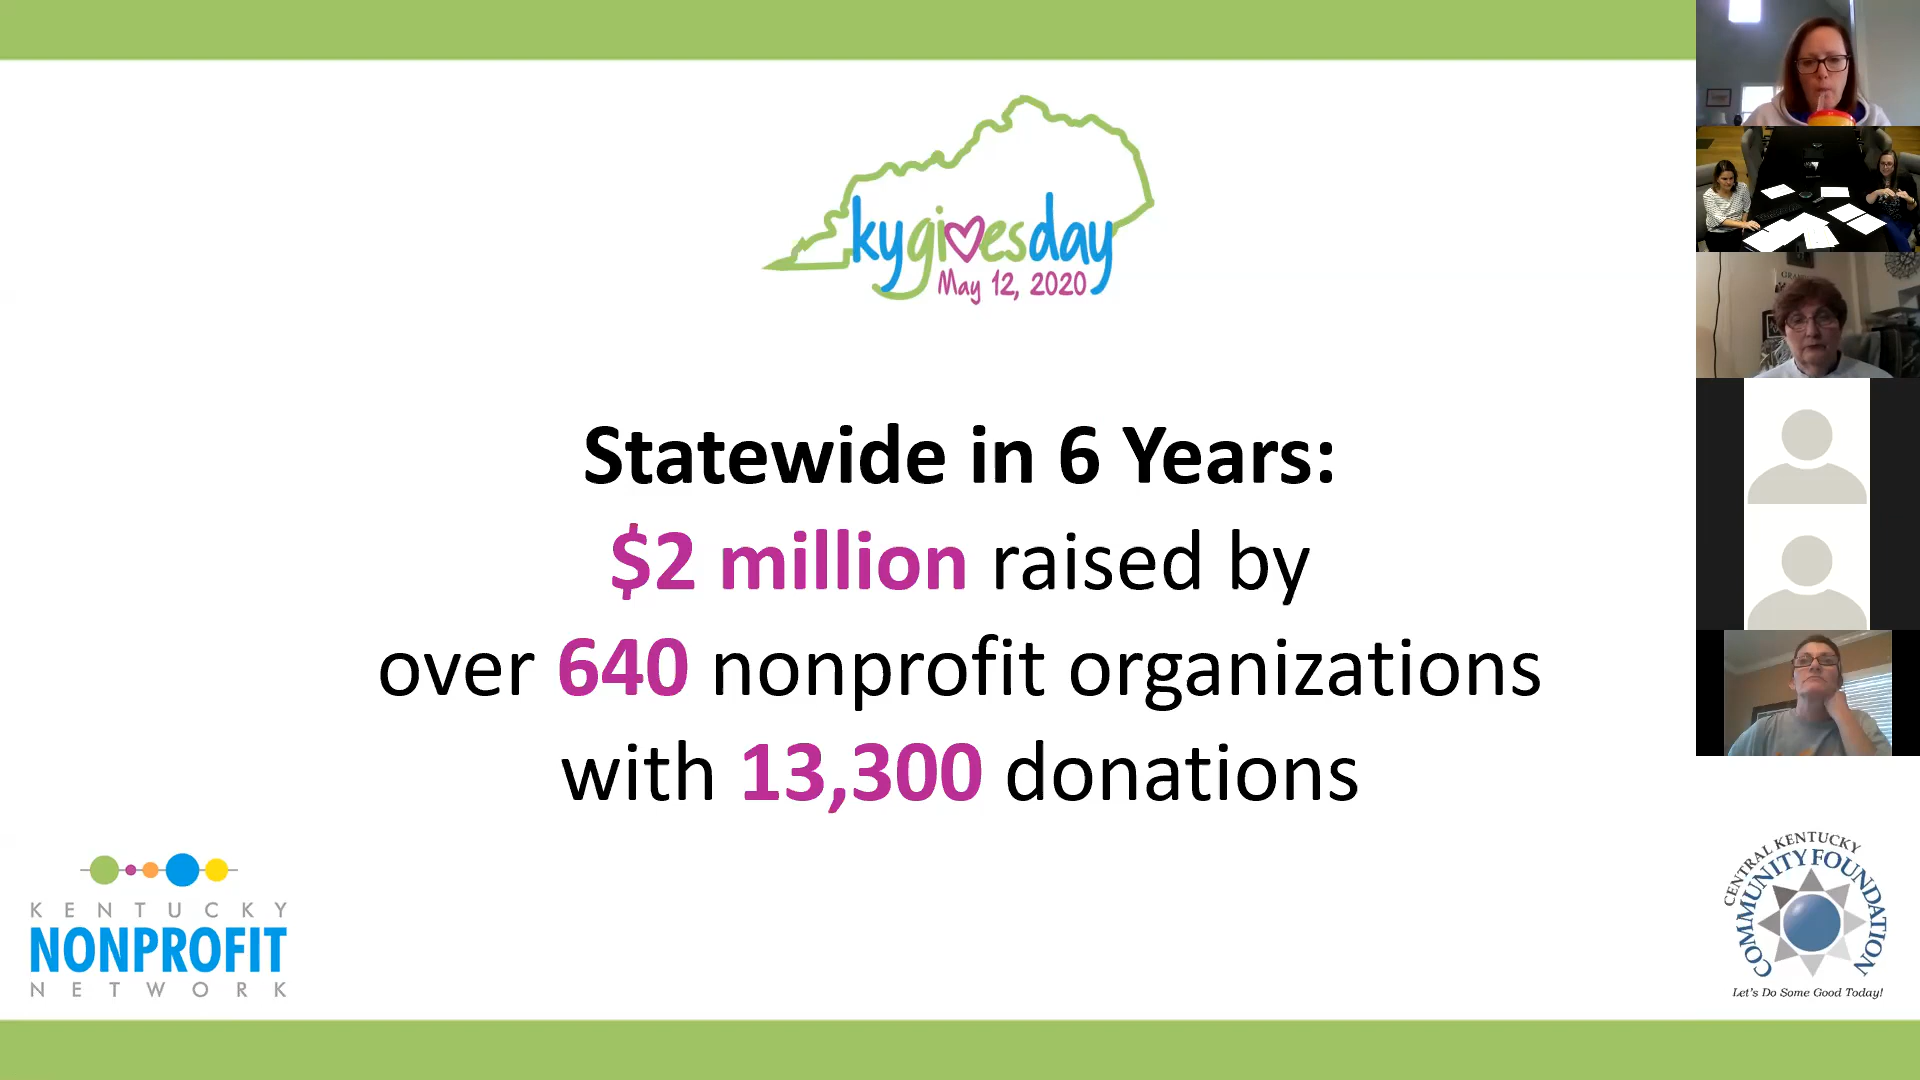 kygivesday
May 12, 2020
Statewide in 6 Years:
$2 million raised by
over 640 nonprofit organizations
with 13,300 donations
KENTUCKY
NONPROFIT
NETWORK
CENTRAL KENTUCKY
COMMUNITY FOUNDATION
Let's Do Some Good Today!